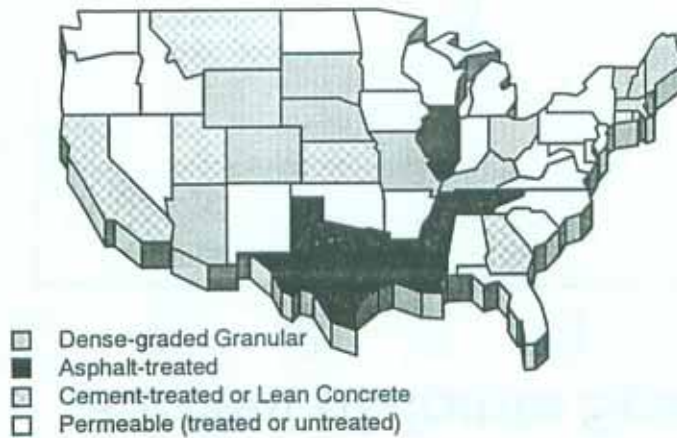 Dense-graded Granular
Asphalt-treated
Cement-treated or Lean Concrete
Permeable (treated or untreated)